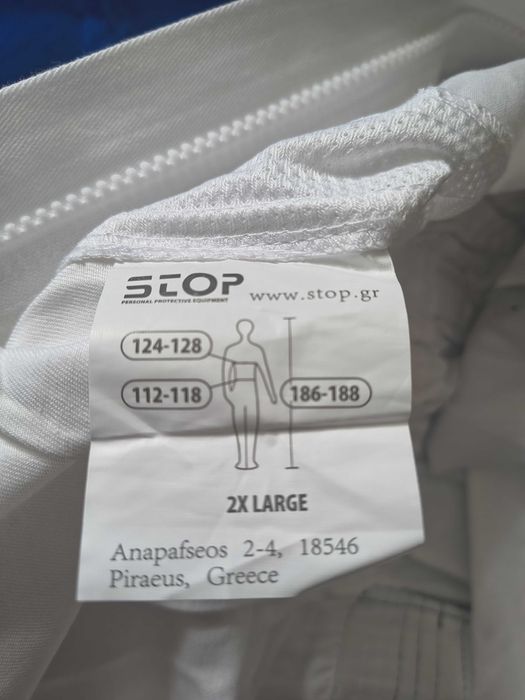 STOP
PERSONAL PROTECTIVE EQUIPMENT
www.stop.gr
124-128
112-118
186-188
2X LARGE
Anapafseos 2-4, 18546
Piraeus, Greece